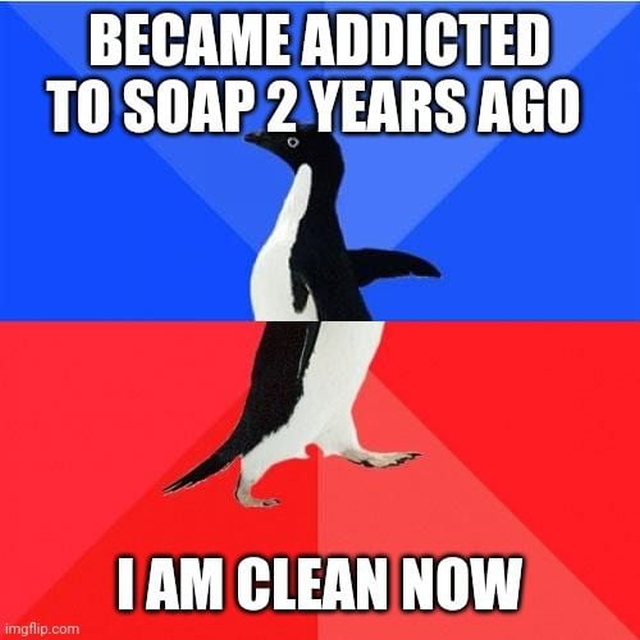 BECAME ADDICTED
TO SOAP 2 YEARS AGO
I AM CLEAN NOW
imgflip.com